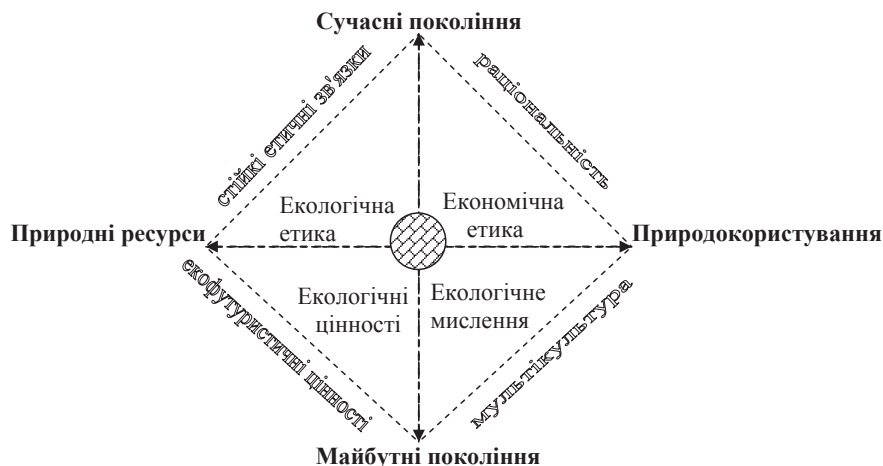 Сучасні покоління
стійкі етичні зв'язки
раціональність
Екологічна
етика
Економічна
етика
Природні ресурси
Природокористування
Екологічні
цінності
Екологічне
мислення
екофутуристичні цінності
мультікультура
Майбутні покоління